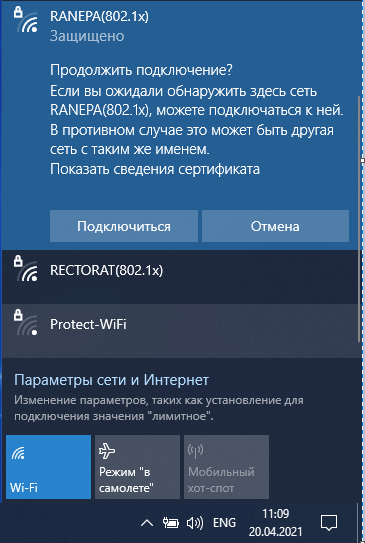 RANEPA(802.1x)
Защищено
Продолжить подключение?
Если вы ожидали обнаружить здесь сеть
RANEPA(802.1x), можете подключаться к ней.
В противном случае это может быть другая
сеть с таким же именем.
Показать сведения сертификата
Подключиться
Отмена
RECTORAT(802.1x)
Protect-WiFi
Параметры сети и Интернет
Изменение параметров, таких как установление для
подключения значения "лимитное".
Wi-Fi
Режим "в
самолете"
Мобильный
хот-спот
ENG
11:09
20.04.2021